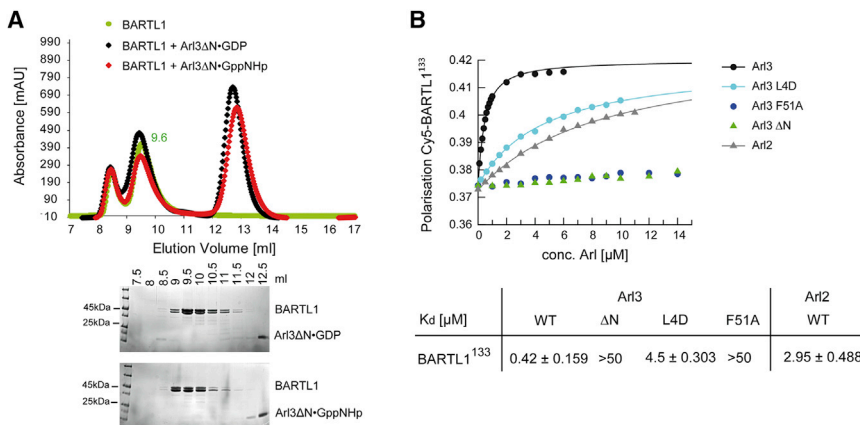 A
BARTL1
BARTL1 + Arl3ΔN•GDP
BARTL1 + Arl3ΔN•GppNHp
Absorbance [mAU]
990
890
790
690
590
490
390
290
190
90
-10
9.6
7 8 9 10 11 12 13 14 15 16 17
Elution Volume [ml]
7.5 8 8.5 9 9.5 10 10.5 11 11.5 12 12.5 ml
45kDa
25kDa
BARTL1
Arl3ΔN•GDP
45kDa
25kDa
BARTL1
Arl3ΔN•GppNHp
B
Polarisation Cy5-BARTL1¹³³
0.42
0.41
0.40
0.39
0.38
0.37
0.36
0 2 4 6 8 10 12 14
conc. Arl [µM]
Arl3
Arl3 L4D
Arl3 F51A
Arl3 ΔN
Arl2
Arl3 Arl2
Kd [µM] WT ΔN L4D F51A WT
BARTL1¹³³ 0.42 ± 0.159 >50 4.5 ± 0.303 >50 2.95 ± 0.488